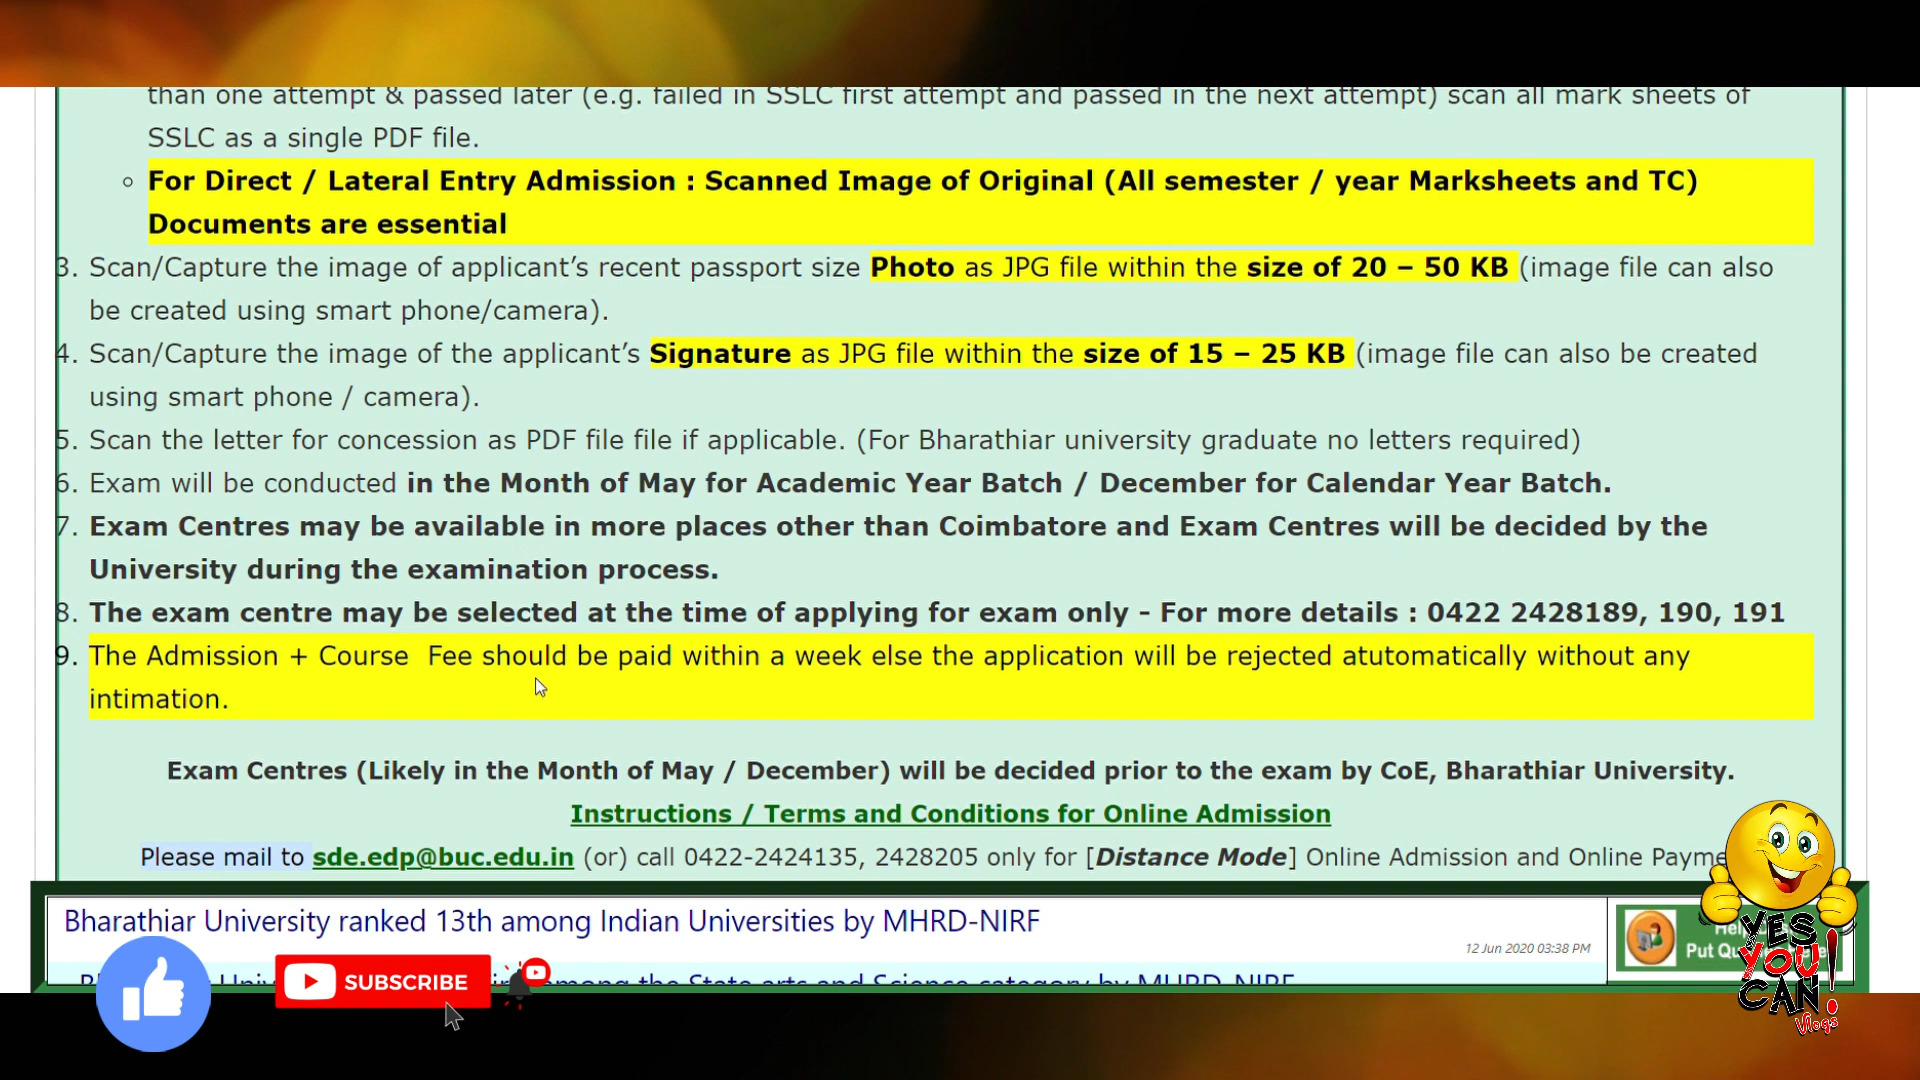 than one attempt & passed later (e.g. failed in SSLC first attempt and passed in the next attempt) scan all mark sheets of
SSLC as a single PDF file.
For Direct / Lateral Entry Admission : Scanned Image of Original (All semester / year Marksheets and TC)
Documents are essential
3. Scan/Capture the image of applicant's recent passport size Photo as JPG file within the size of 20 – 50 KB (image file can also
be created using smart phone/camera).
4. Scan/Capture the image of the applicant's Signature as JPG file within the size of 15 – 25 KB (image file can also be created
using smart phone / camera).
5. Scan the letter for concession as PDF file file if applicable. (For Bharathiar university graduate no letters required)
6. Exam will be conducted in the Month of May for Academic Year Batch / December for Calendar Year Batch.
7. Exam Centres may be available in more places other than Coimbatore and Exam Centres will be decided by the
University during the examination process.
8. The exam centre may be selected at the time of applying for exam only - For more details : 0422 2428189, 190, 191
9. The Admission + Course  Fee should be paid within a week else the application will be rejected atutomatically without any
intimation.
Exam Centres (Likely in the Month of May / December) will be decided prior to the exam by CoE, Bharathiar University.
Instructions / Terms and Conditions for Online Admission
Please mail to sde.edp@buc.edu.in (or) call 0422-2424135, 2428205 only for [Distance Mode] Online Admission and Online
Bharathiar University ranked 13th among Indian Universities by MHRD-NIRF
12 Jun 2020 03:38 PM
among the State arts and Science category by MHRD-NIRF
SUBSCRIBE
Put
YES
YOU
CAN!
Vlogs